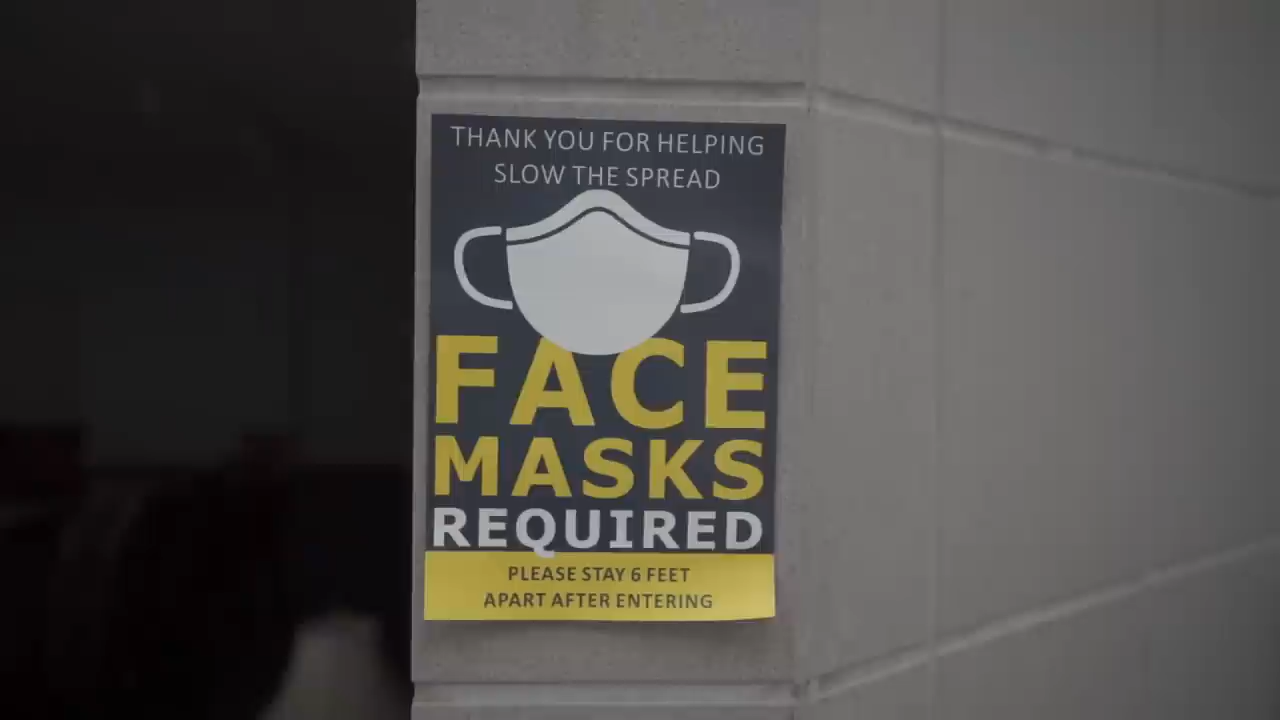 THANK YOU FOR HELPING
SLOW THE SPREAD
FACE
MASKS
REQUIRED
PLEASE STAY 6 FEET
APART AFTER ENTERING